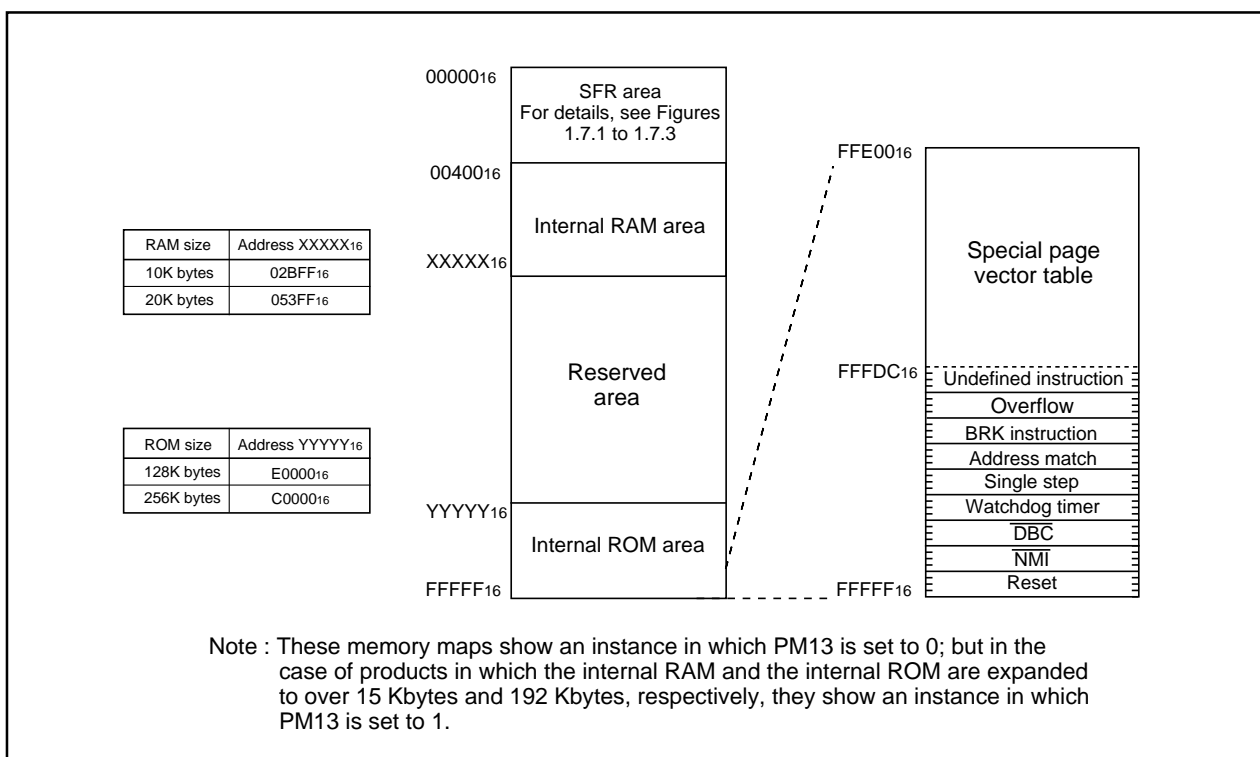 00000₁₆
SFR area
For details, see Figures
1.7.1 to 1.7.3
00400₁₆
Internal RAM area
XXXXX₁₆
Reserved
area
YYYYY₁₆
Internal ROM area
FFFFF₁₆
RAM size Address XXXXX₁₆
10K bytes 02BFF₁₆
20K bytes 053FF₁₆
ROM size Address YYYYY₁₆
128K bytes E0000₁₆
256K bytes C0000₁₆
FFE00₁₆
Special page
vector table
FFFDC₁₆
Undefined instruction
Overflow
BRK instruction
Address match
Single step
Watchdog timer
D̅B̅C̅
N̅M̅I̅
Reset
FFFFF₁₆
Note : These memory maps show an instance in which PM13 is set to 0; but in the
case of products in which the internal RAM and the internal ROM are expanded
to over 15 Kbytes and 192 Kbytes, respectively, they show an instance in which
PM13 is set to 1.